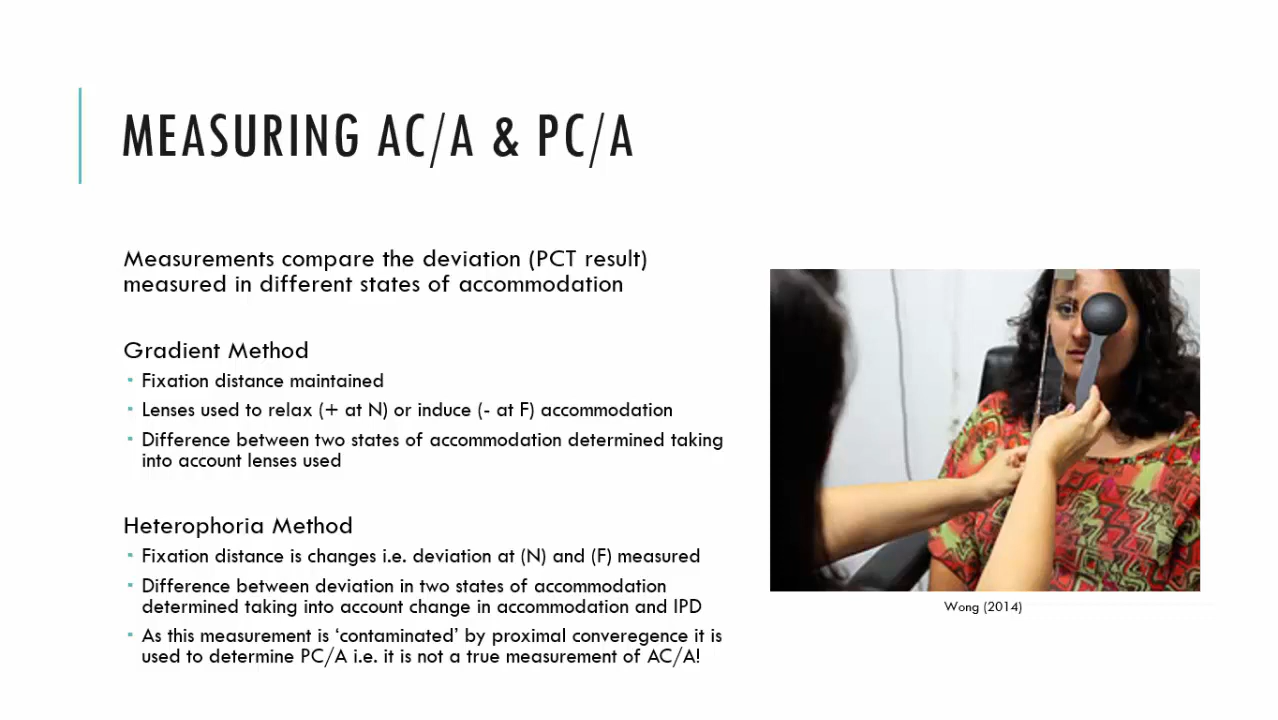 MEASURING AC/A & PC/A
Measurements compare the deviation (PCT result)
measured in different states of accommodation
Gradient Method
▪ Fixation distance maintained
▪ Lenses used to relax (+ at N) or induce (- at F) accommodation
▪ Difference between two states of accommodation determined taking
into account lenses used
Heterophoria Method
▪ Fixation distance is changes i.e. deviation at (N) and (F) measured
▪ Difference between deviation in two states of accommodation
determined taking into account change in accommodation and IPD
▪ As this measurement is ‘contaminated’ by proximal converegence it is
used to determine PC/A i.e. it is not a true measurement of AC/A!
Wong (2014)